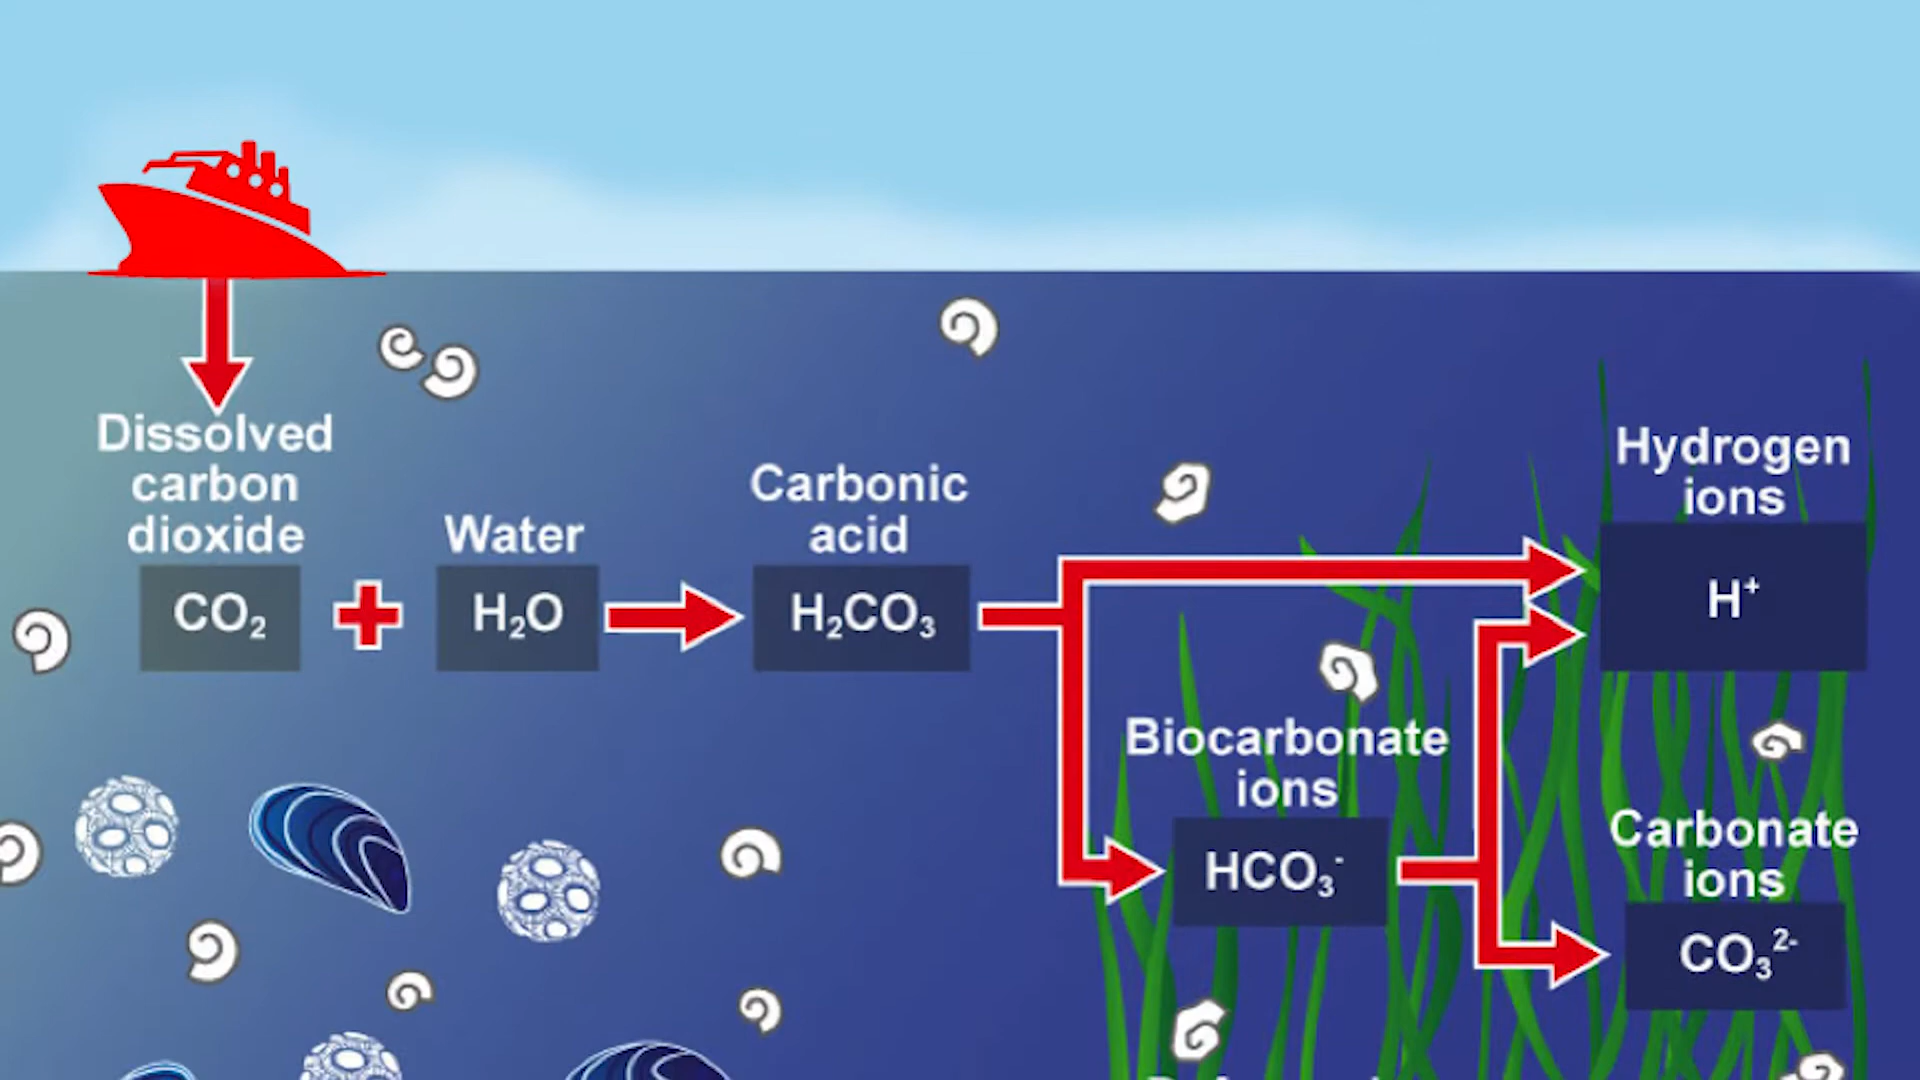 Dissolved
carbon
dioxide
CO₂
+
Water
H₂O
Carbonic
acid
H₂CO₃
Hydrogen
ions
H⁺
Biocarbonate
ions
HCO₃⁻
Carbonate
ions
CO₃²⁻